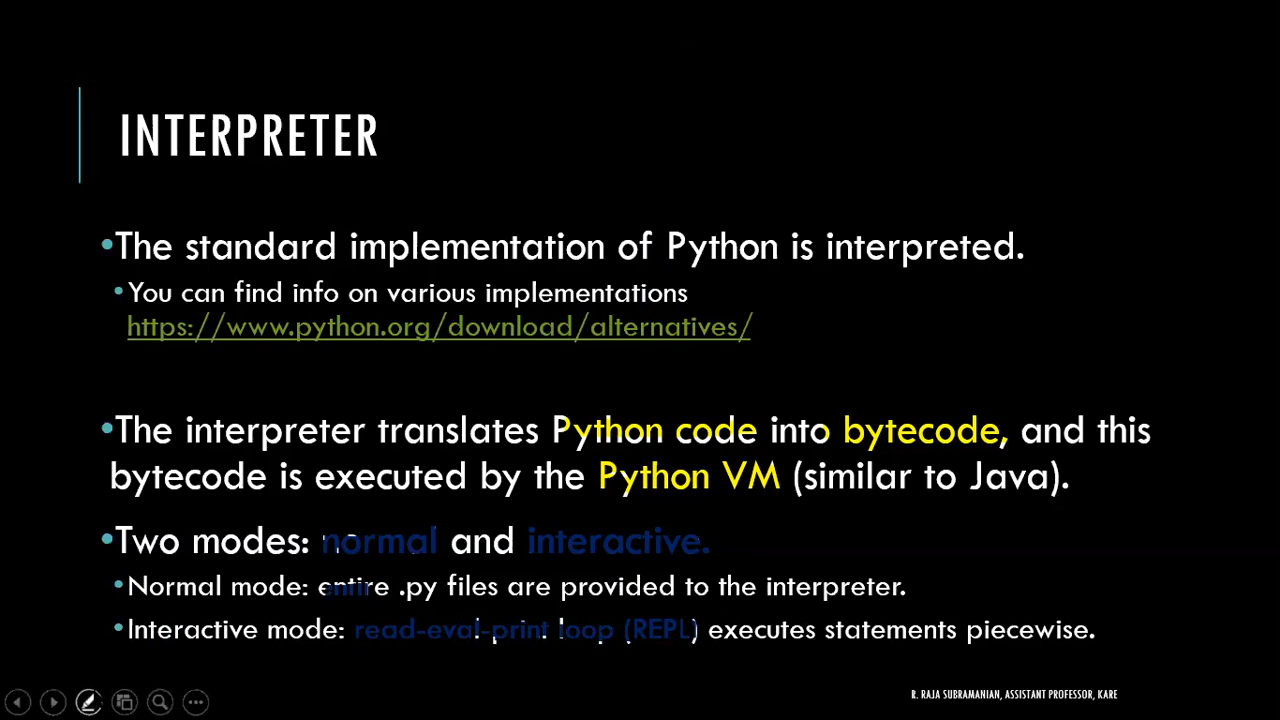 INTERPRETER
•The standard implementation of Python is interpreted.
•You can find info on various implementations
https://www.python.org/download/alternatives/
•The interpreter translates Python code into bytecode, and this
bytecode is executed by the Python VM (similar to Java).
•Two modes: normal and interactive.
•Normal mode: entire .py files are provided to the interpreter.
•Interactive mode: read-eval-print loop (REPL) executes statements piecewise.
R. RAJA SUBRAMANIAN, ASSISTANT PROFESSOR, KARE